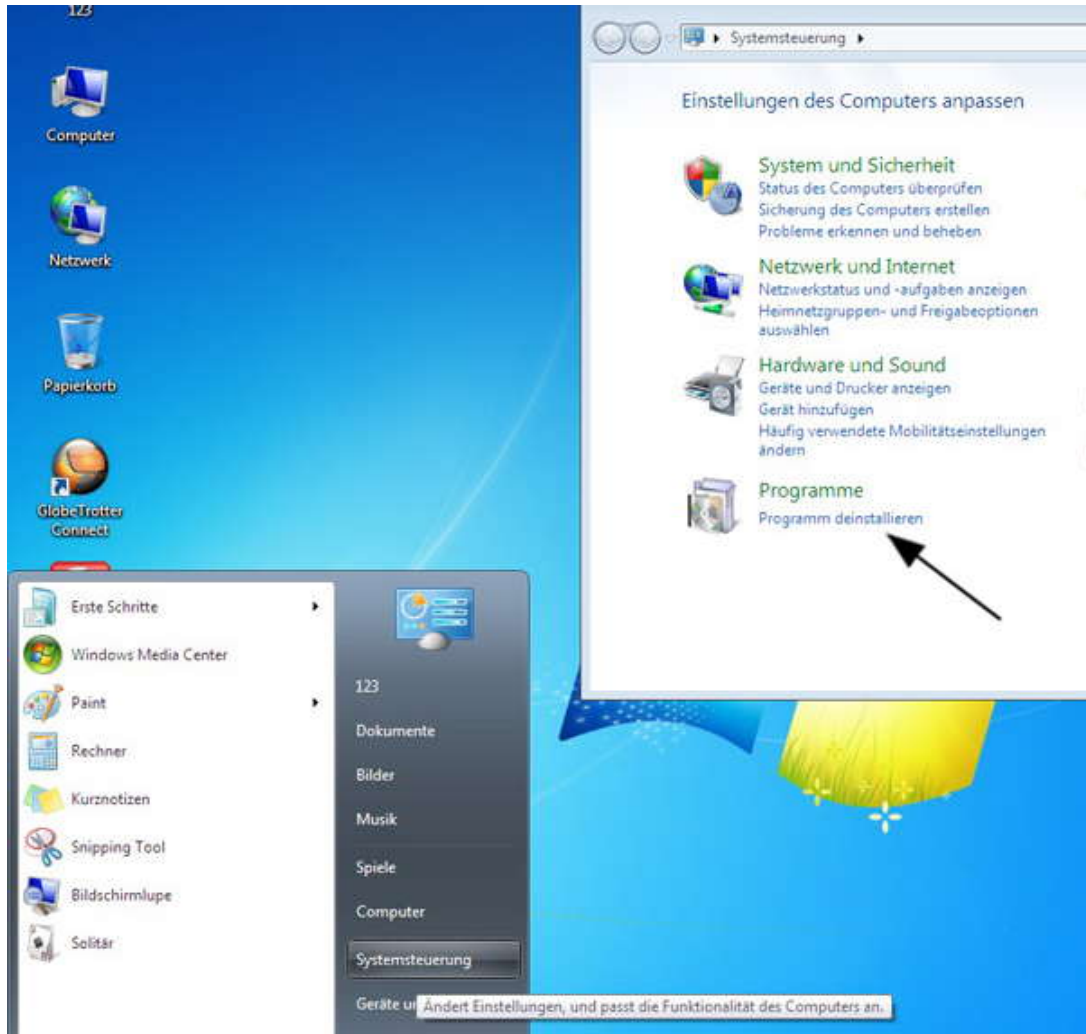 123
Computer
Netzwerk
Papierkorb
GlobeTrotter
Connect
Systemsteuerung
Einstellungen des Computers anpassen
System und Sicherheit
Status des Computers überprüfen
Sicherung des Computers erstellen
Probleme erkennen und beheben
Netzwerk und Internet
Netzwerkstatus und -aufgaben anzeigen
Heimnetzgruppen- und Freigabeoptionen
auswählen
Hardware und Sound
Geräte und Drucker anzeigen
Gerät hinzufügen
Häufig verwendete Mobilitätseinstellungen
ändern
Programme
Programm deinstallieren
Erste Schritte
Windows Media Center
Paint
Rechner
Kurznotizen
Snipping Tool
Bildschirmlupe
Solitär
123
Dokumente
Bilder
Musik
Spiele
Computer
Systemsteuerung
Geräte
Ändert Einstellungen, und passt die Funktionalität des Computers an.